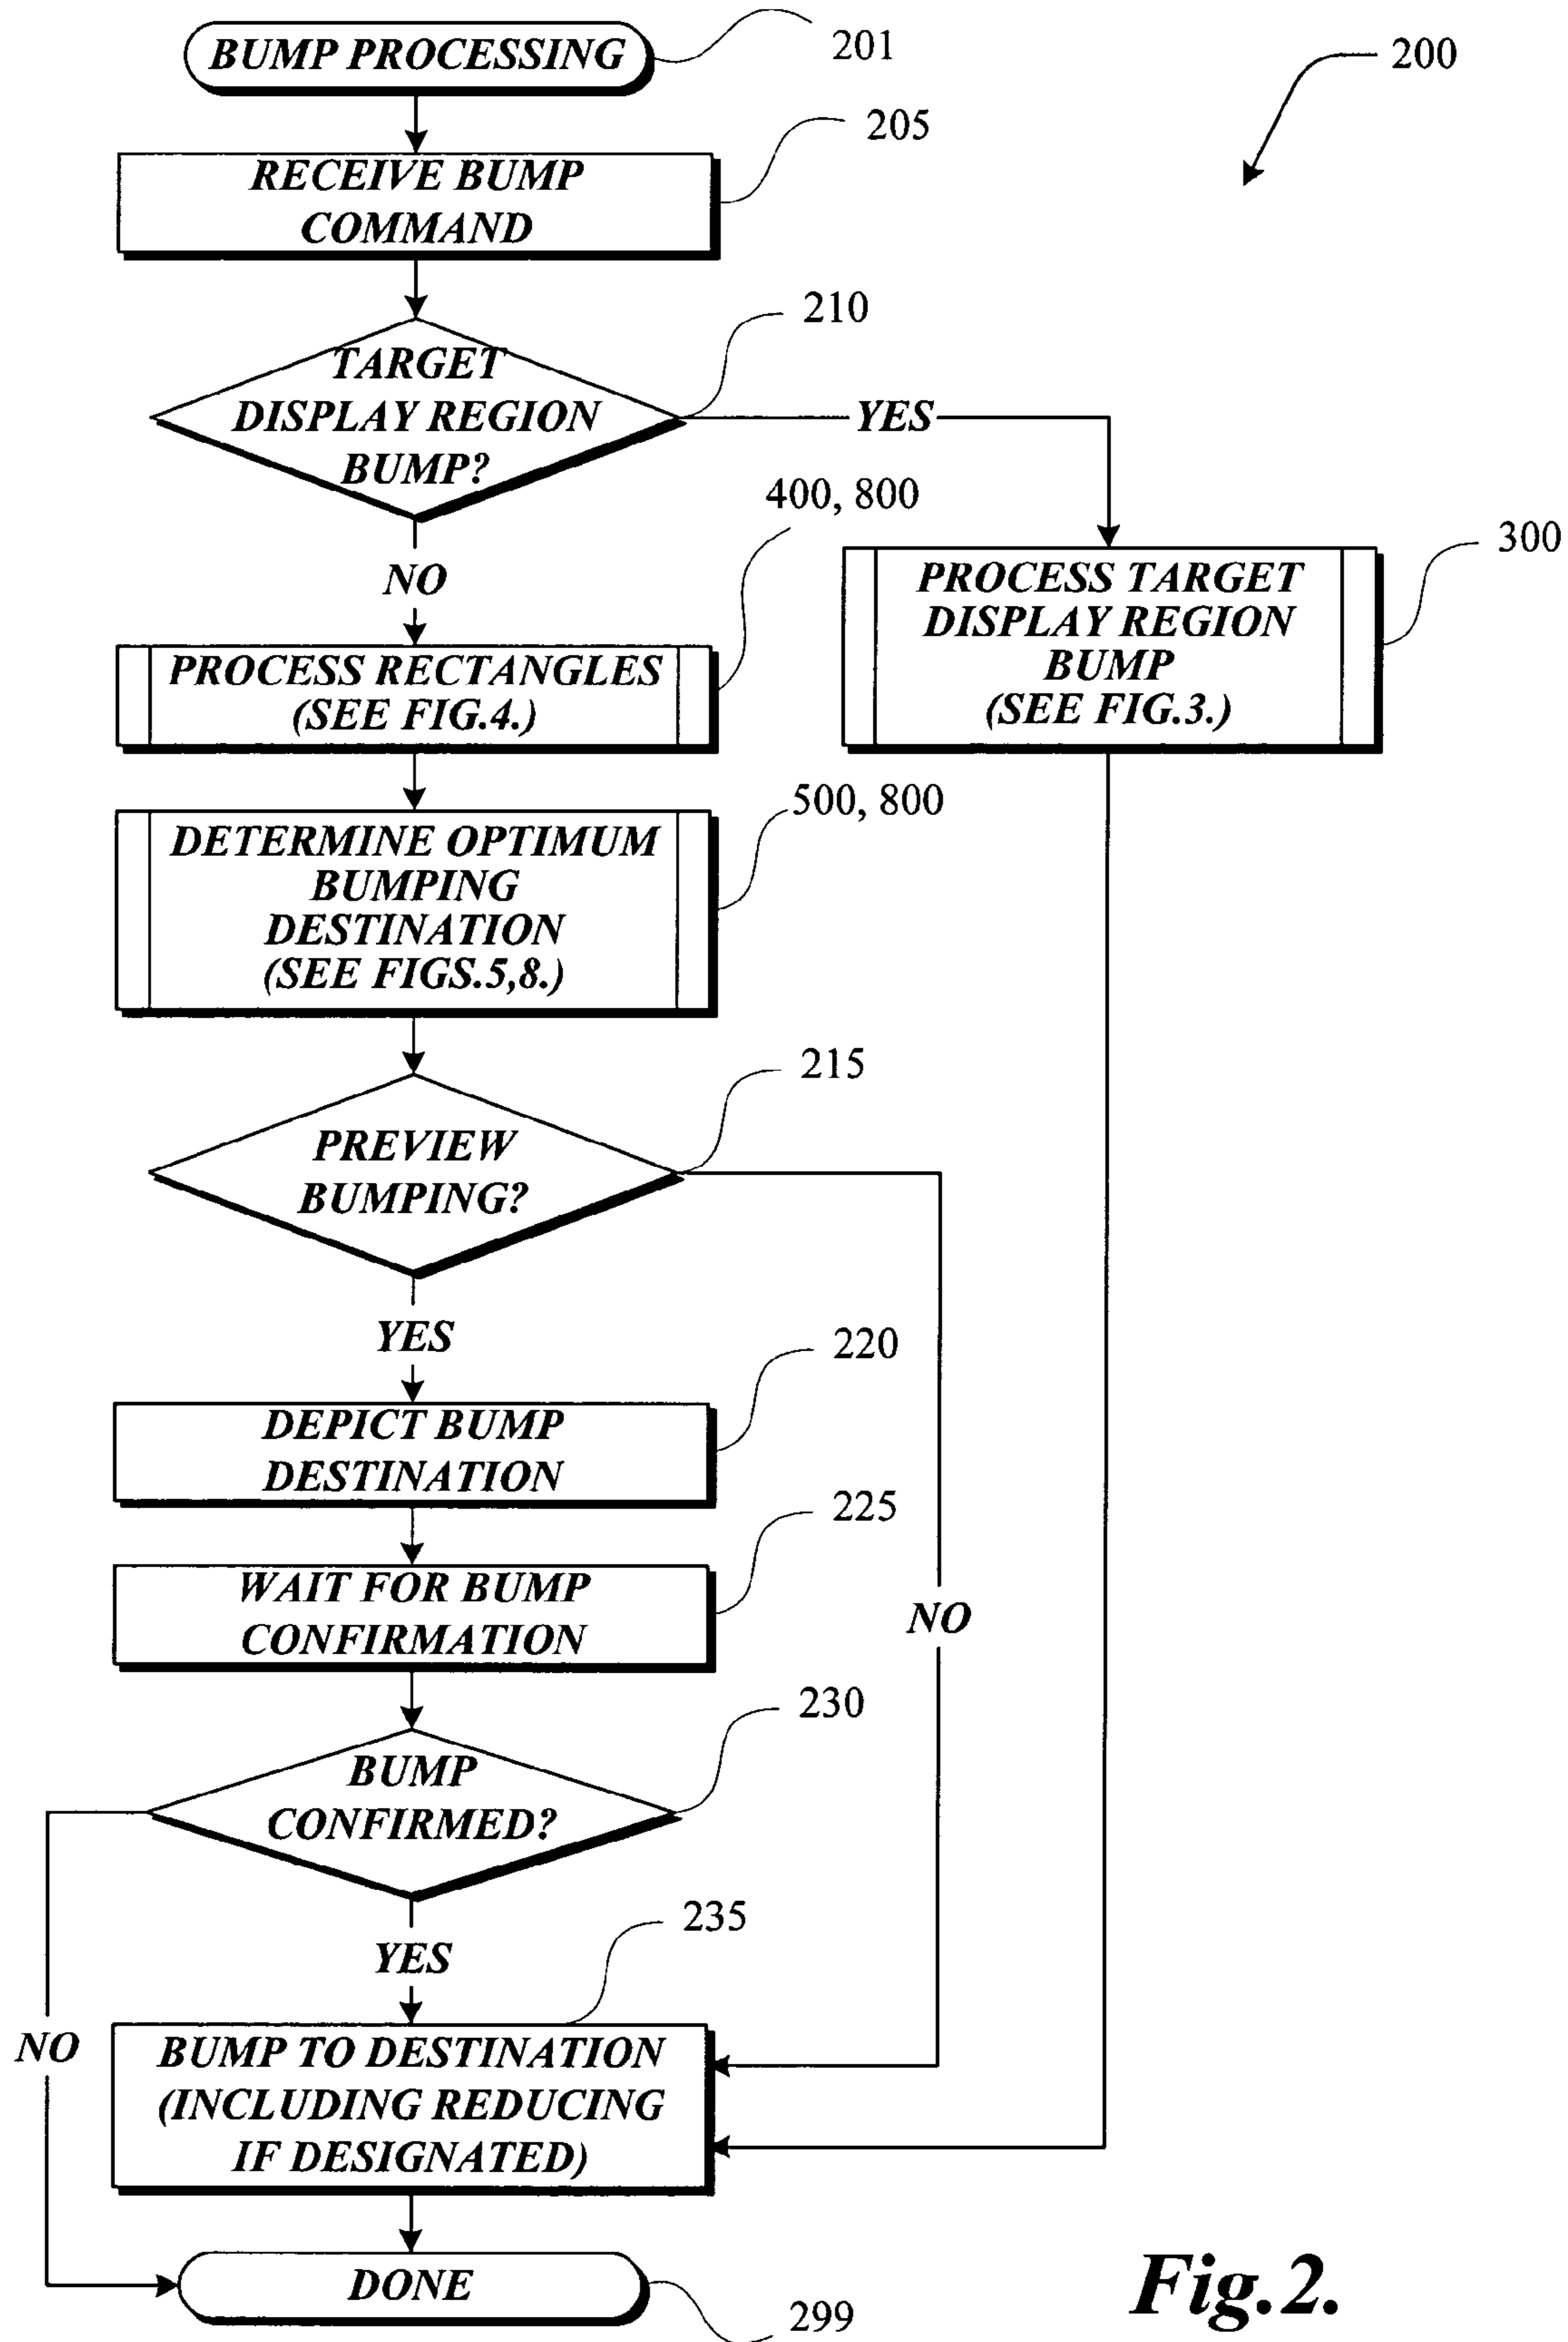 BUMP PROCESSING
201
200
205
RECEIVE BUMP
COMMAND
210
TARGET
DISPLAY REGION
BUMP?
YES
400, 800
300
NO
PROCESS TARGET
DISPLAY REGION
BUMP
(SEE FIG.3.)
PROCESS RECTANGLES
(SEE FIG.4.)
500, 800
DETERMINE OPTIMUM
BUMPING
DESTINATION
(SEE FIGS.5,8.)
215
PREVIEW
BUMPING?
YES
220
DEPICT BUMP
DESTINATION
225
WAIT FOR BUMP
CONFIRMATION
NO
230
BUMP
CONFIRMED?
235
YES
NO
BUMP TO DESTINATION
(INCLUDING REDUCING
IF DESIGNATED)
DONE
299
Fig.2.